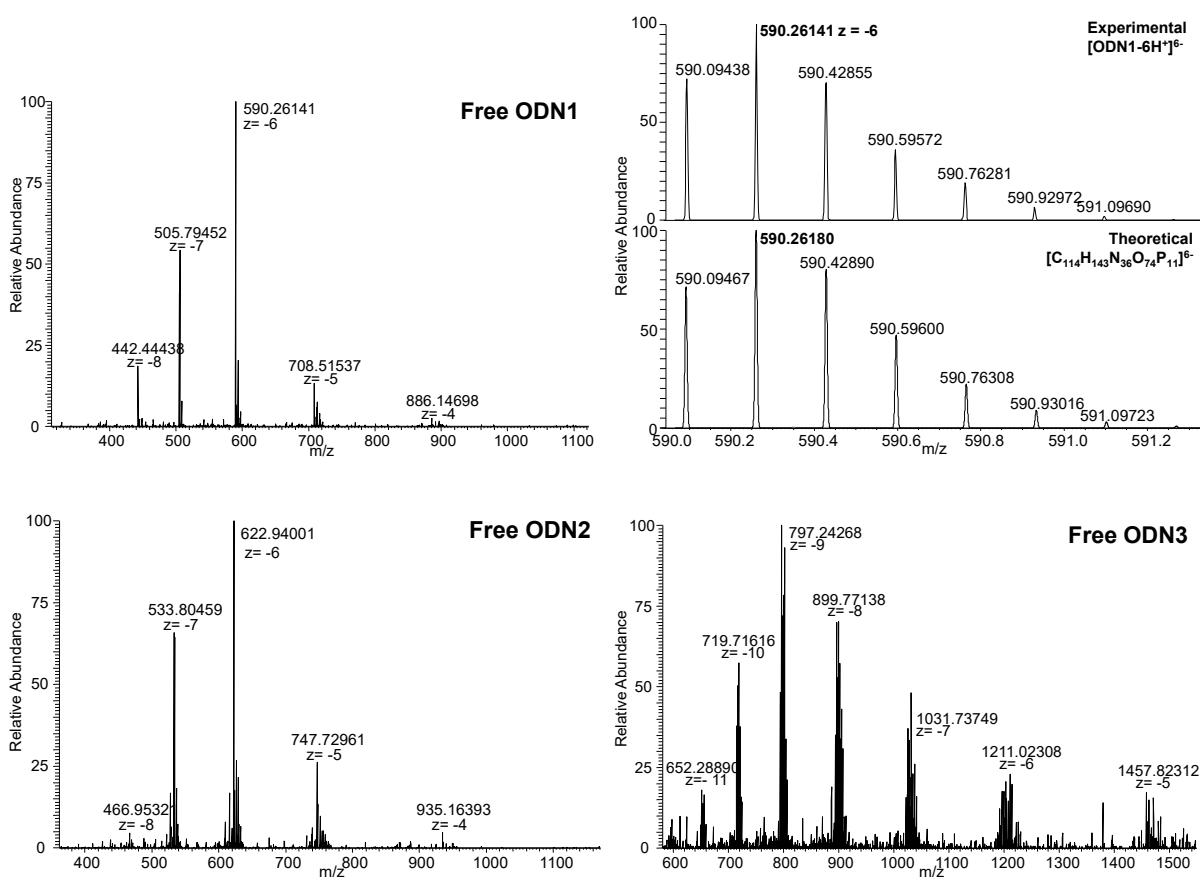 Free ODN1
Relative Abundance
100
75
50
25
0
590.26141
z= -6
505.79452
z= -7
442.44438
z= -8
708.51537
z= -5
886.14698
z= -4
400
500
600
700
800
900
1000
1100
m/z
Experimental
[ODN1-6H⁺]⁶⁻
Relative Abundance
100
50
0
590.26141 z = -6
590.09438
590.42855
590.59572
590.76281
590.92972
591.09690
Theoretical
[C₁₁₄H₁₄₃N₃₆O₇₄P₁₁]⁶⁻
100
50
0
590.26180
590.09467
590.42890
590.59600
590.76308
590.93016
591.09723
590.0
590.2
590.4
590.6
590.8
591.0
591.2
m/z
Free ODN2
Relative Abundance
100
75
50
25
0
622.94001
z= -6
533.80459
z= -7
747.72961
z= -5
z= -8
935.16393
z= -4
400
500
600
700
800
900
1000
1100
m/z
Free ODN3
Relative Abundance
100
75
50
25
0
797.24268
z= -9
899.77138
z= -8
719.71616
z= -10
1031.73749
z= -7
652.28890
z=- 11
1211.02308
z= -6
1457.82312
z= -5
600
700
800
900
1000
1100
1200
1300
1400
1500
m/z